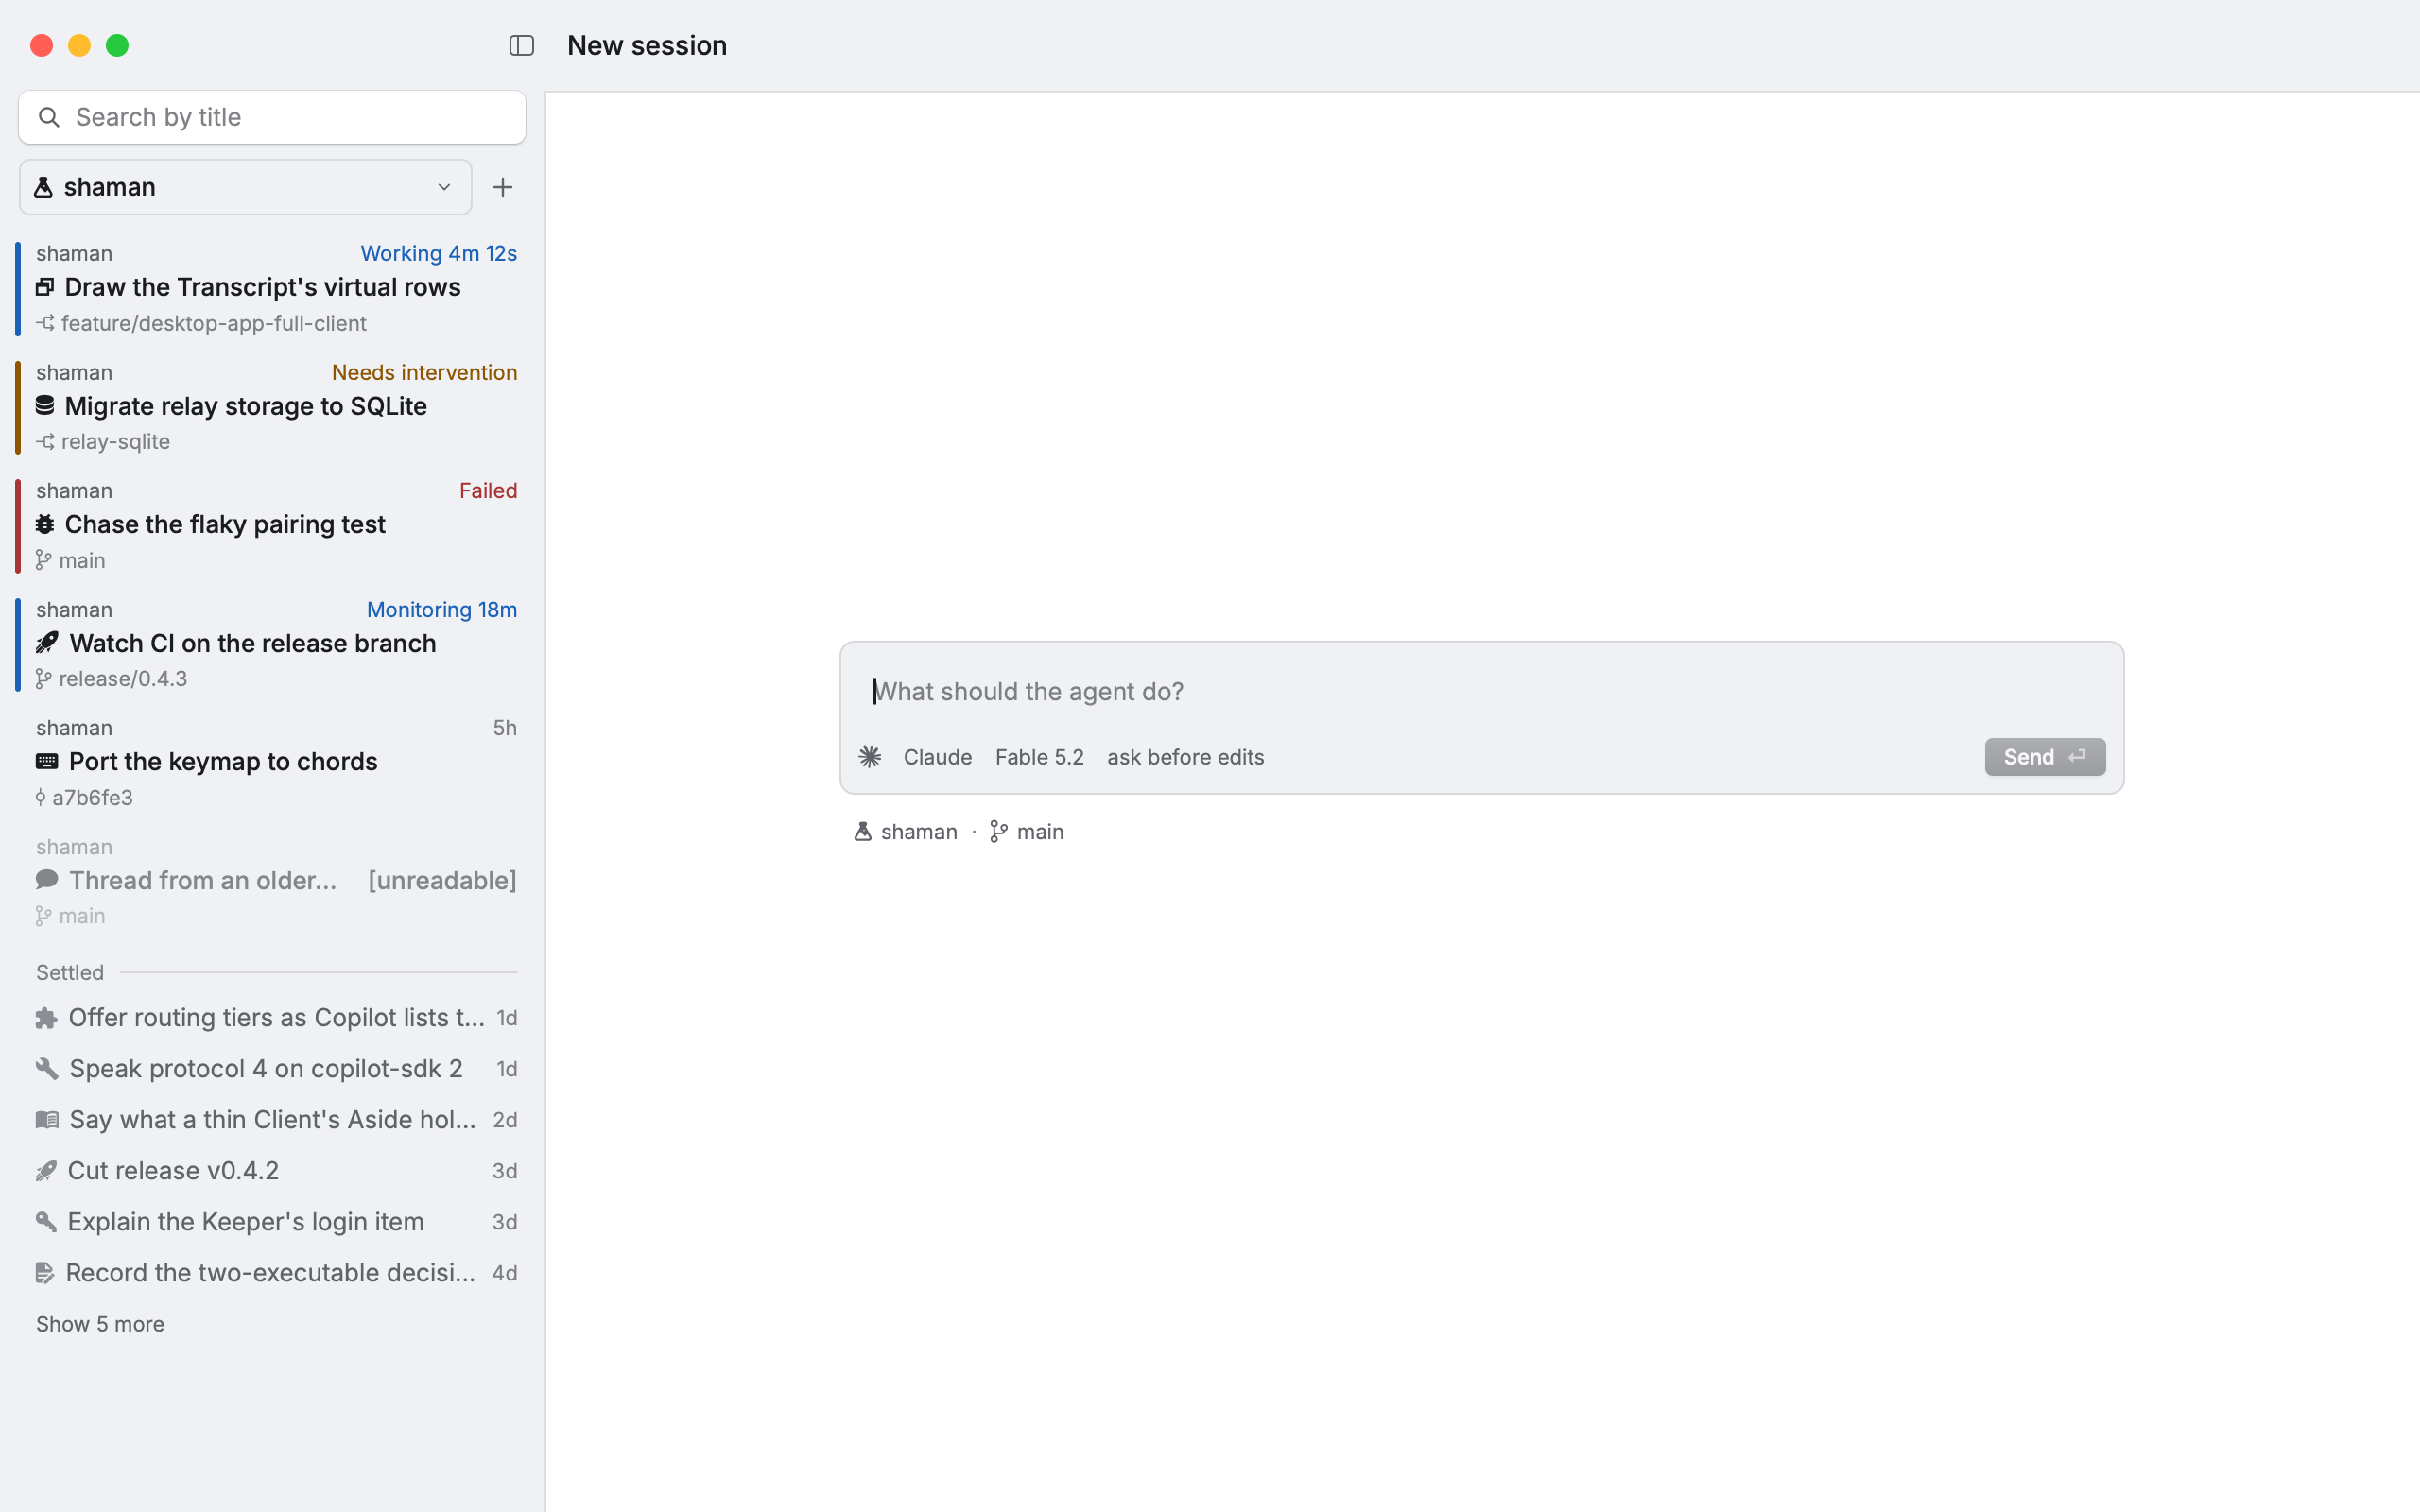 New session
Search by title
shaman
shaman Working 4m 12s
Draw the Transcript's virtual rows
feature/desktop-app-full-client
shaman Needs intervention
Migrate relay storage to SQLite
relay-sqlite
shaman Failed
Chase the flaky pairing test
main
shaman Monitoring 18m
Watch CI on the release branch
release/0.4.3
shaman 5h
Port the keymap to chords
a7b6fe3
shaman
Thread from an older... [unreadable]
main
Settled
Offer routing tiers as Copilot lists t... 1d
Speak protocol 4 on copilot-sdk 2 1d
Say what a thin Client's Aside hol... 2d
Cut release v0.4.2 3d
Explain the Keeper's login item 3d
Record the two-executable decisi... 4d
Show 5 more
What should the agent do?
Claude Fable 5.2 ask before edits Send
shaman · main